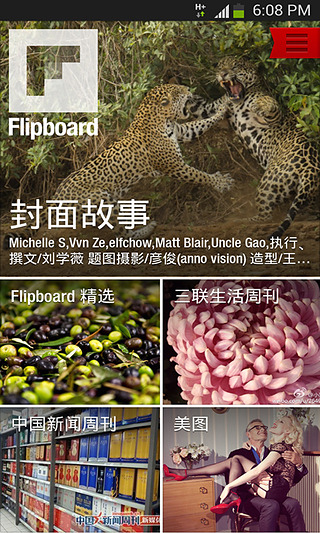 H+ 6:08 PM
Flipboard
封面故事
Michelle S,Vvn Ze,elfchow,Matt Blair,Uncle Gao,执行、
撰文/刘学薇 题图摄影/彦俊(anno vision) 造型/王…
Flipboard 精选
三联生活周刊
中国新闻周刊
美图
中国新闻周刊 新媒体